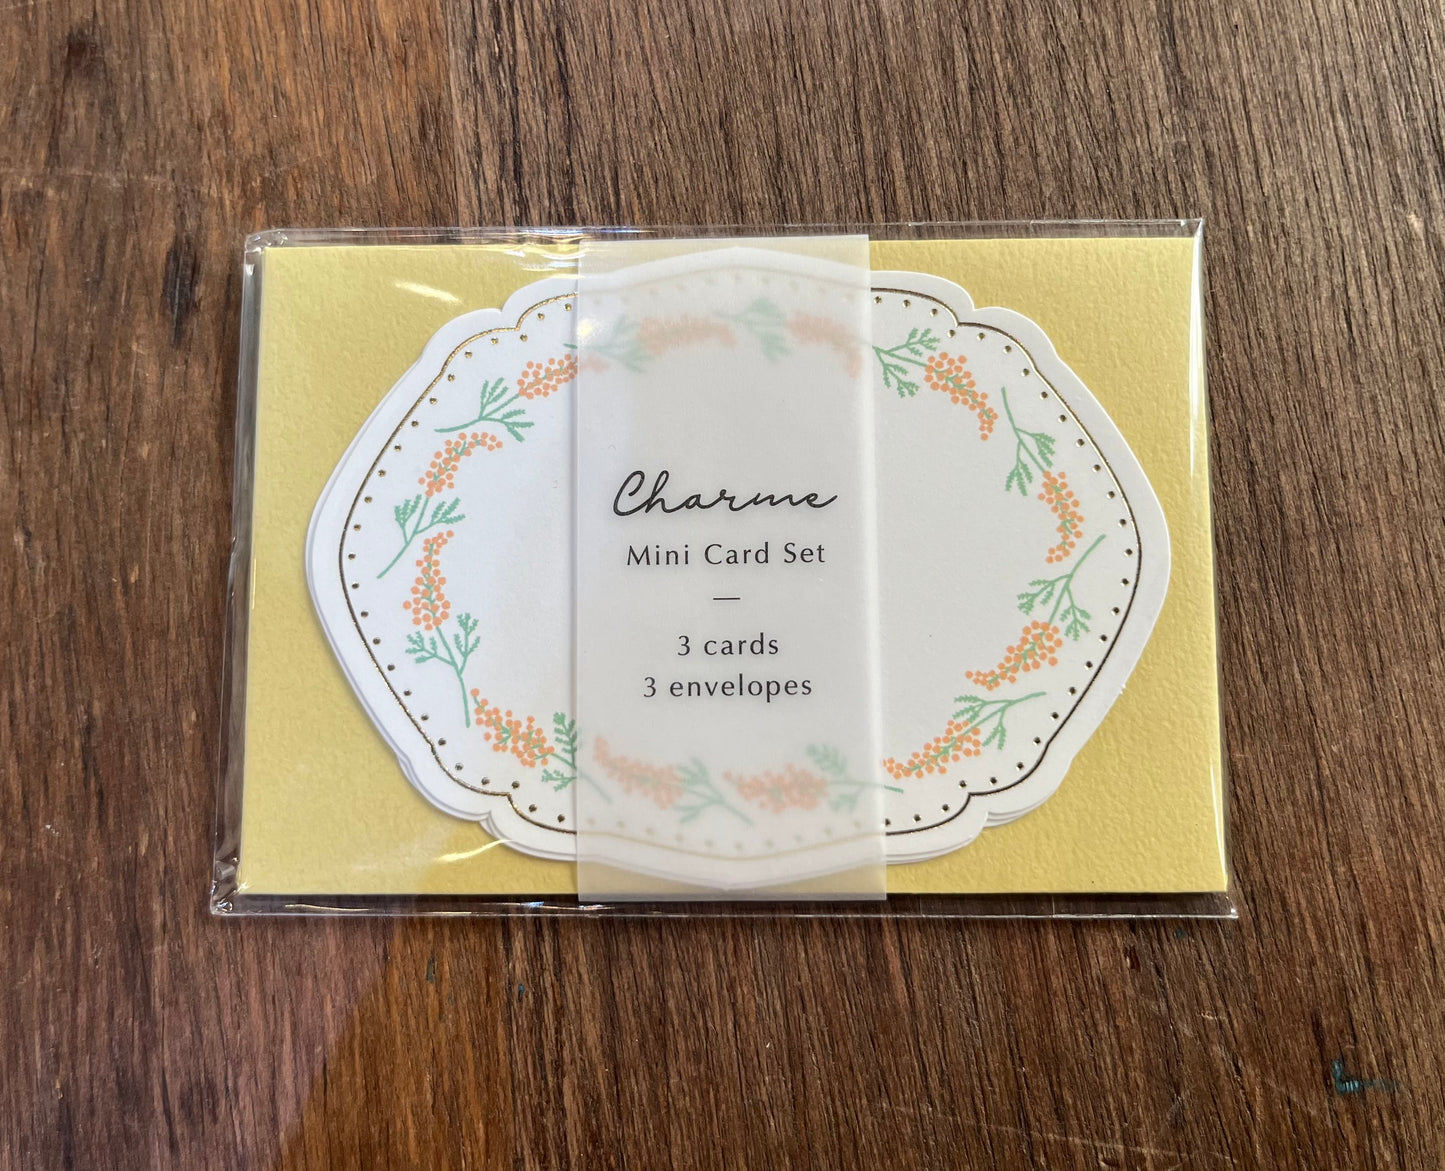 Charme
Mini Card Set
3 cards
3 envelopes